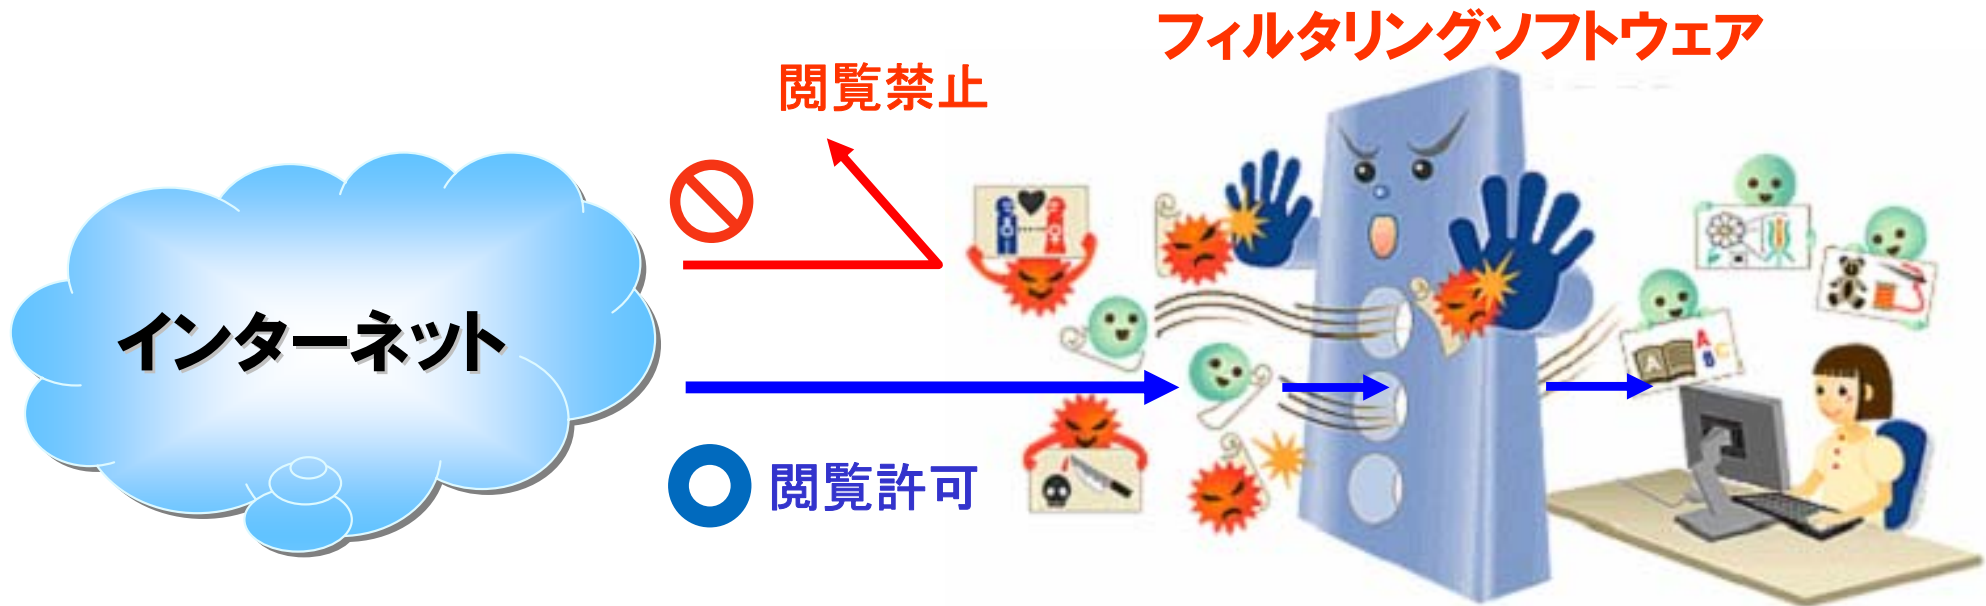 フィルタリングソフトウェア
閲覧禁止
インターネット
閲覧許可
A
A
B
C